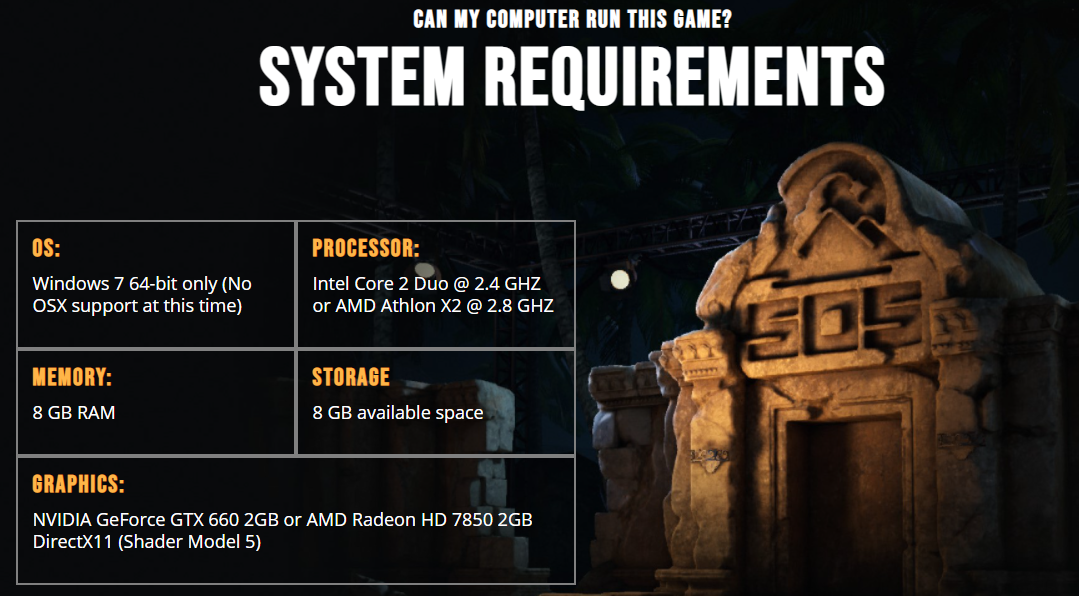 CAN MY COMPUTER RUN THIS GAME?
SYSTEM REQUIREMENTS
OS:
Windows 7 64-bit only (No
OSX support at this time)
PROCESSOR:
Intel Core 2 Duo @ 2.4 GHZ
or AMD Athlon X2 @ 2.8 GHZ
MEMORY:
8 GB RAM
STORAGE
8 GB available space
GRAPHICS:
NVIDIA GeForce GTX 660 2GB or AMD Radeon HD 7850 2GB
DirectX11 (Shader Model 5)
SOS